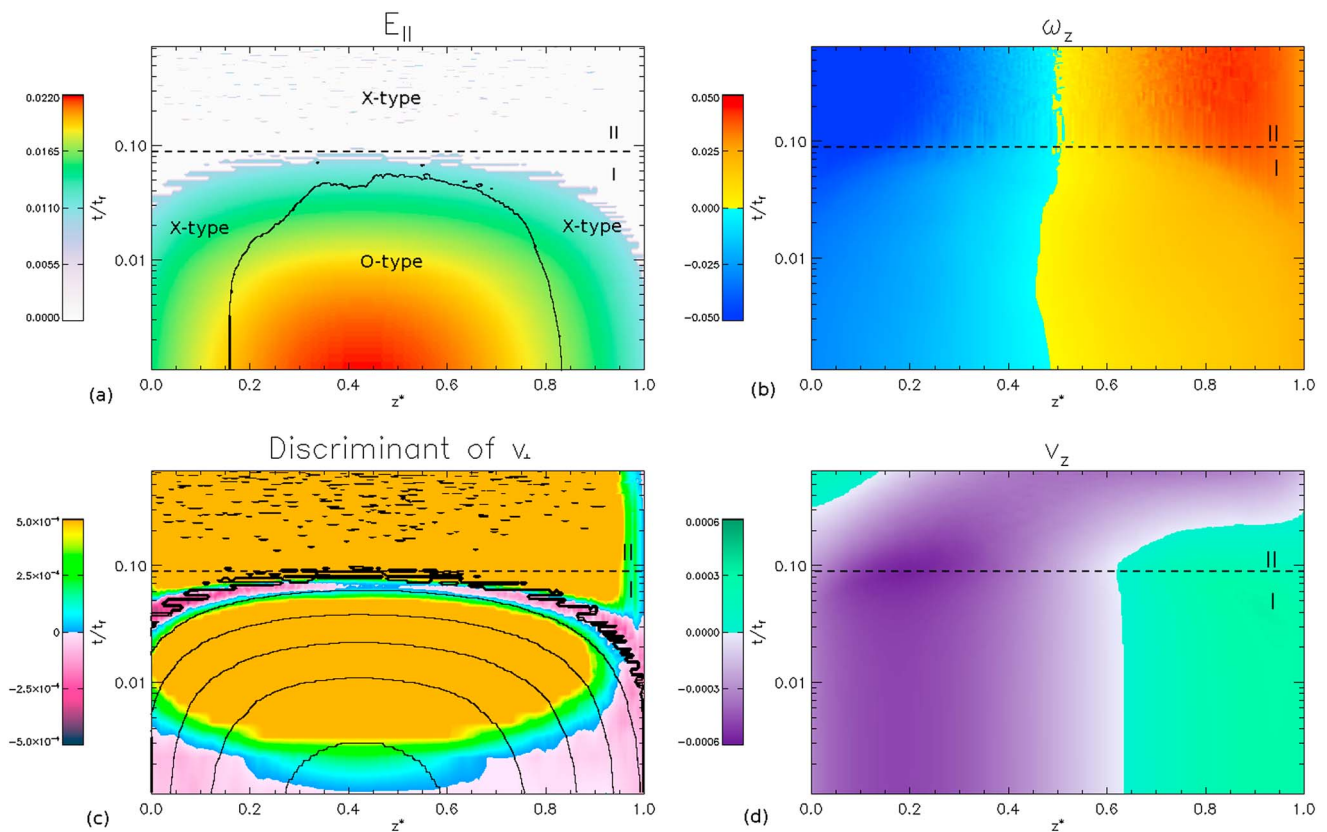 E||
0.0220
0.0165
0.0110
0.0055
0.0000
t/tr
0.10
0.01
X-type
II
I
X-type
X-type
O-type
0.0 0.2 0.4 0.6 0.8 1.0
(a)
z*
ωz
0.050
0.025
0.000
−0.025
−0.050
t/tr
0.10
0.01
II
I
0.0 0.2 0.4 0.6 0.8 1.0
(b)
z*
Discriminant of v⊥
5.0×10⁻⁴
2.5×10⁻⁴
0
−2.5×10⁻⁴
−5.0×10⁻⁴
t/tr
0.10
0.01
II
I
0.0 0.2 0.4 0.6 0.8 1.0
(c)
z*
vz
0.0006
0.0003
0.0000
−0.0003
−0.0006
t/tr
0.10
0.01
II
I
0.0 0.2 0.4 0.6 0.8 1.0
(d)
z*